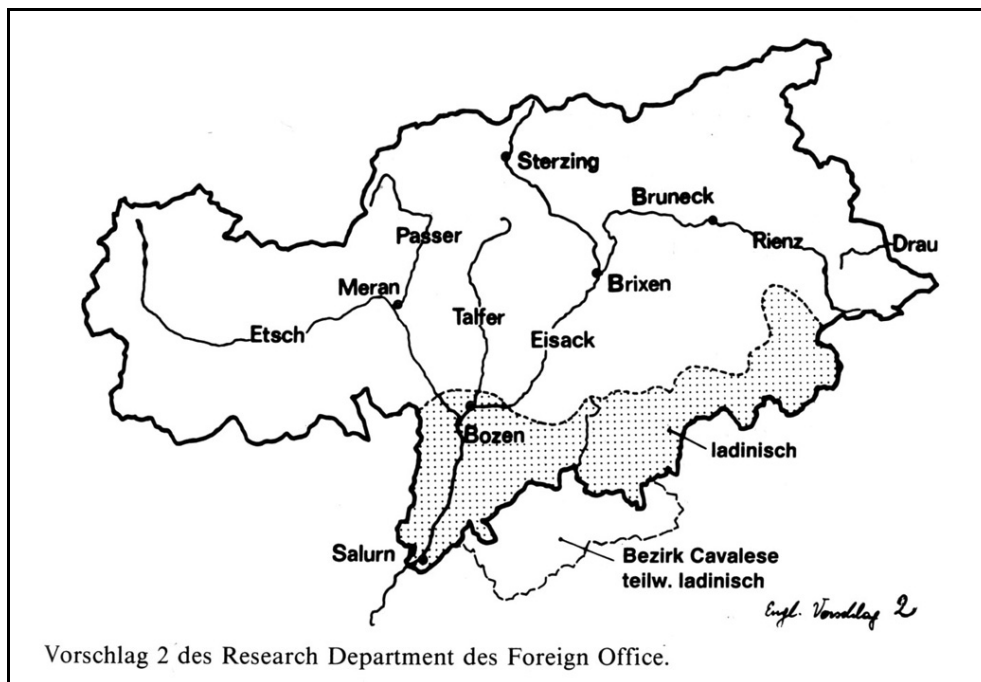 Sterzing
Bruneck
Passer
Rienz
Drau
Brixen
Meran
Talfer
Etsch
Eisack
Bozen
ladinisch
Salurn
Bezirk Cavalese
teilw. ladinisch
Engl. Vorschlag 2
Vorschlag 2 des Research Department des Foreign Office.